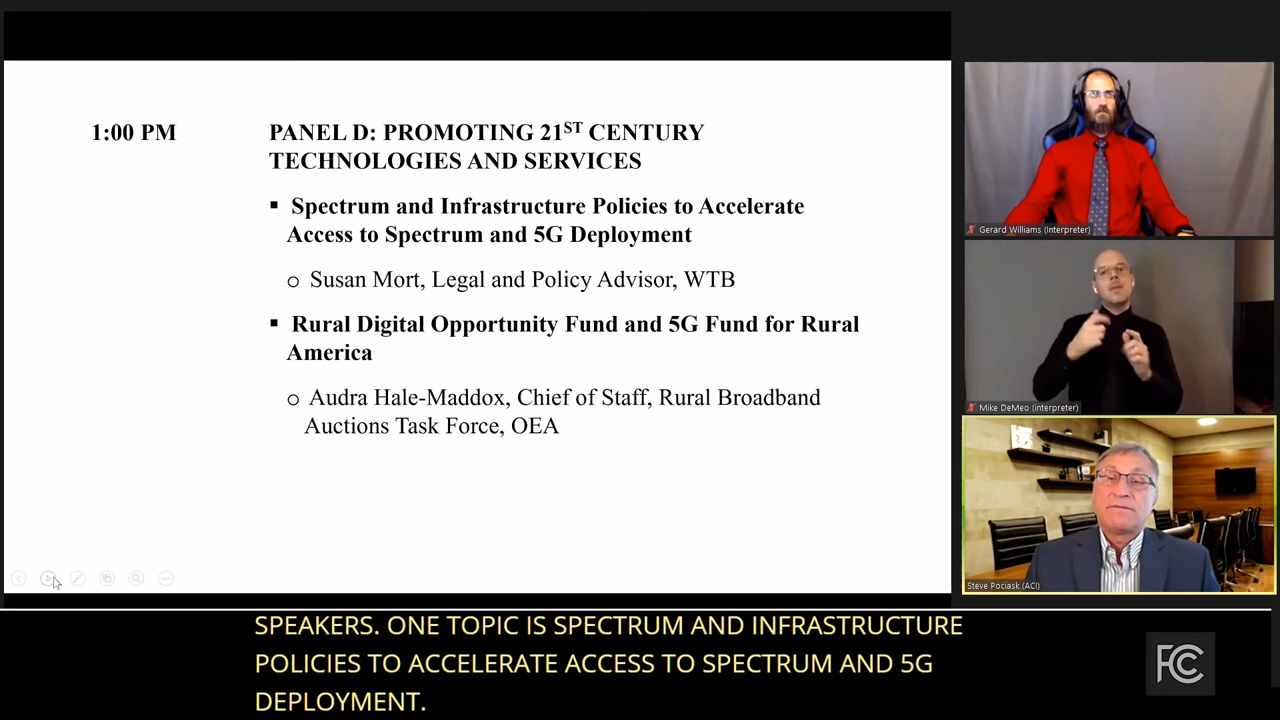 1:00 PM
PANEL D: PROMOTING 21ST CENTURY
TECHNOLOGIES AND SERVICES
▪ Spectrum and Infrastructure Policies to Accelerate
Access to Spectrum and 5G Deployment
o Susan Mort, Legal and Policy Advisor, WTB
▪ Rural Digital Opportunity Fund and 5G Fund for Rural
America
o Audra Hale-Maddox, Chief of Staff, Rural Broadband
Auctions Task Force, OEA
Gerard Williams (Interpreter)
Mike DeMeo (interpreter)
Steve Pociask (ACI)
SPEAKERS. ONE TOPIC IS SPECTRUM AND INFRASTRUCTURE
POLICIES TO ACCELERATE ACCESS TO SPECTRUM AND 5G
DEPLOYMENT.
FCC